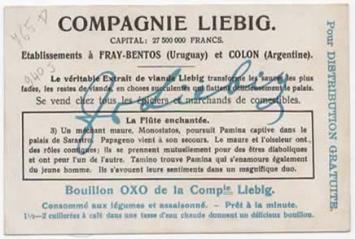 COMPAGNIE LIEBIG.
CAPITAL: 27 500 000 FRANCS.
Etablissements à FRAY-BENTOS (Uruguay) et COLON (Argentine).
Le véritable Extrait de viande Liebig transforme les sauces les plus
fades, les restes de viande, en choses succulentes et flattent délicieusement le palais.
Se vend chez tous les épiciers et marchands de comestibles.
J. v. Liebig
La Flûte enchantée.
3) Un méchant maure, Monostatos, poursuit Pamina captive dans le
palais de Sarastro. Papageno vient à son secours. Le maure et l'oiseleur ont
des rôles comiques; ils se prennent mutuellement pour des êtres diaboliques
et ont peur l'un de l'autre. Tamino trouve Pamina qui s'enamoure également
du jeune homme. Ils s'avouent leurs sentiments dans un magnifique duo.
Bouillon OXO de la Compie Liebig.
Consommé aux légumes et assaisonné. - Prêt à la minute.
1½-2 cuillerées à café dans une tasse d'eau chaude donnent un délicieux bouillon.
Pour DISTRIBUTION GRATUITE.